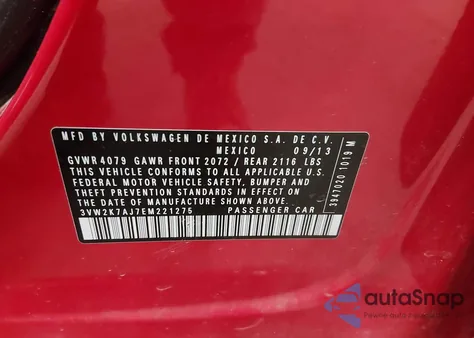 MFD BY VOLKSWAGEN DE MEXICO S.A. DE C.V.
MEXICO 09/13
GVWR 4079 GAWR FRONT 2072 / REAR 2116 LBS
THIS VEHICLE CONFORMS TO ALL APPLICABLE U.S.
FEDERAL MOTOR VEHICLE SAFETY, BUMPER AND
THEFT PREVENTION STANDARDS IN EFFECT ON
THE DATE OF MANUFACTURE SHOWN ABOVE.
3VW2K7AJ7EM221275 PASSENGER CAR
3947020 1019 M
autoSnap